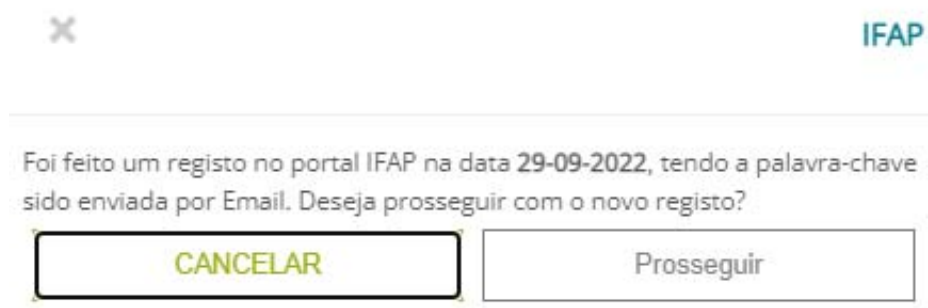 IFAP
Foi feito um registo no portal IFAP na data 29-09-2022, tendo a palavra-chave
sido enviada por Email. Deseja prosseguir com o novo registo?
CANCELAR
Prosseguir